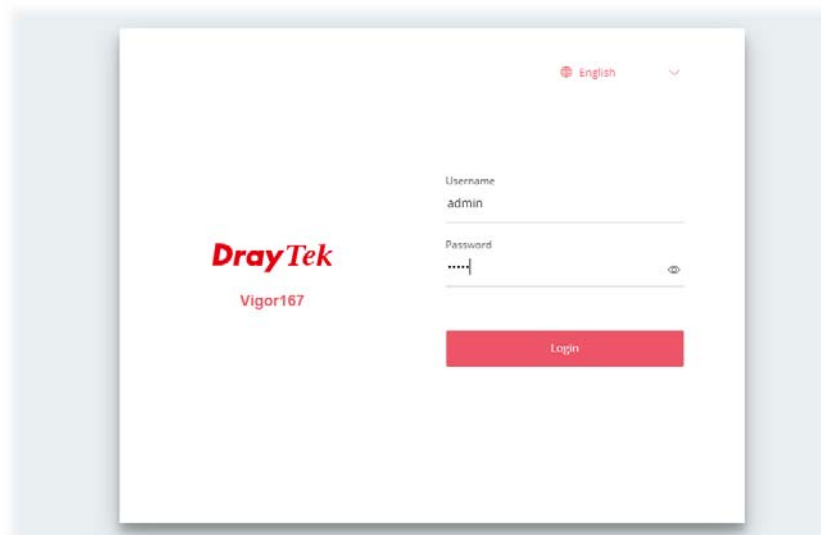 English
Username
admin
Password
•••••
DrayTek
Vigor167
Login